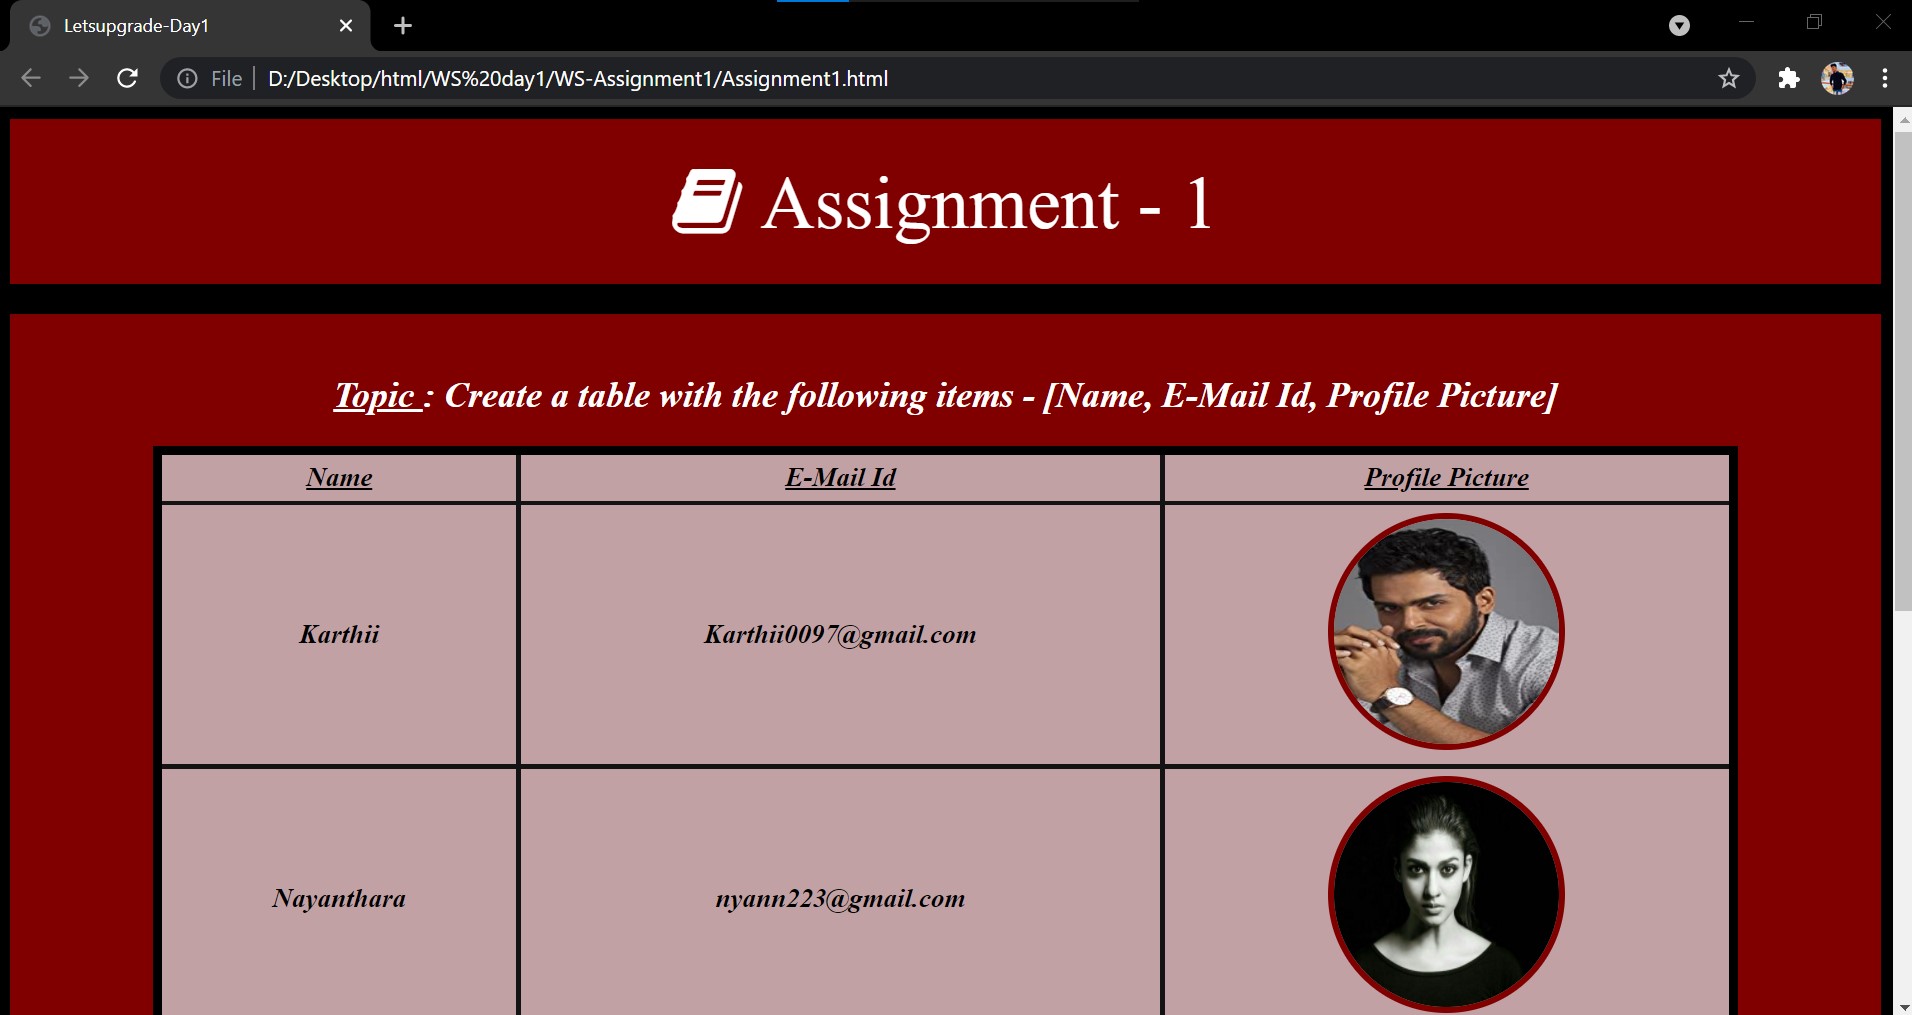 Letsupgrade-Day1
File D:/Desktop/html/WS%20day1/WS-Assignment1/Assignment1.html
Assignment - 1
Topic : Create a table with the following items - [Name, E-Mail Id, Profile Picture]
Name E-Mail Id Profile Picture
Karthii Karthii0097@gmail.com
Nayanthara nyann223@gmail.com